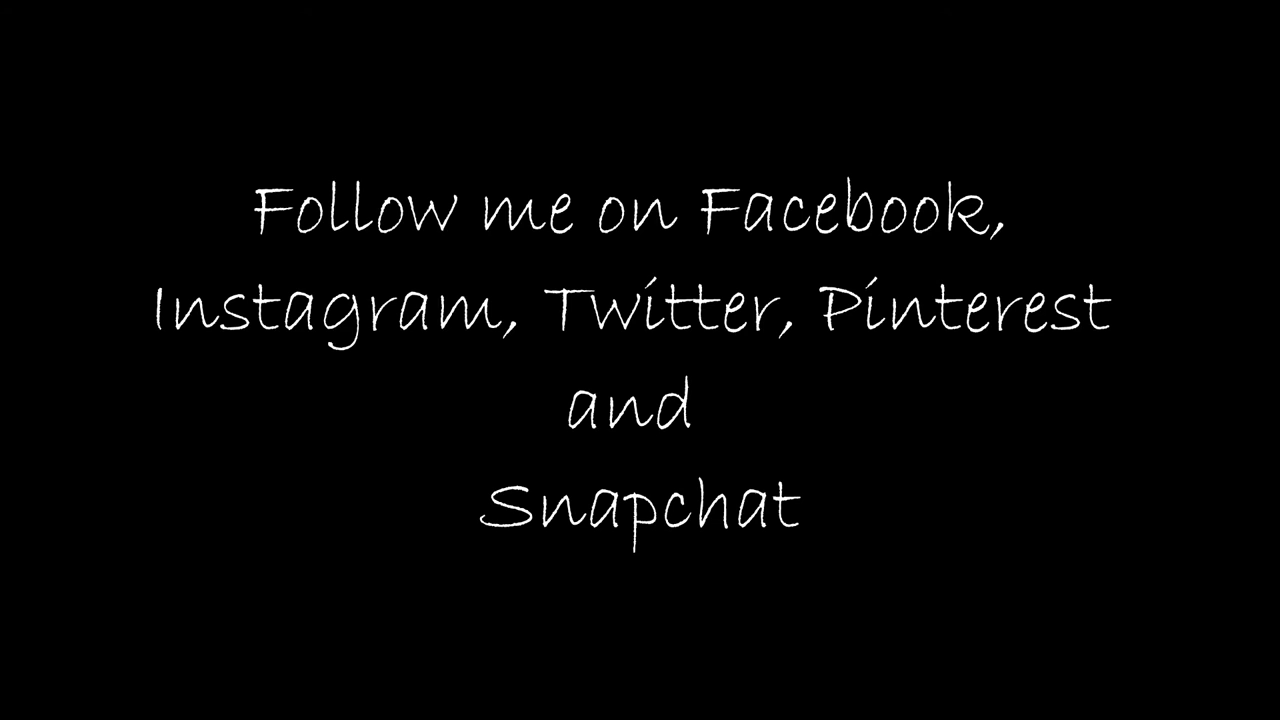 Follow me on Facebook,
Instagram, Twitter, Pinterest
and
Snapchat